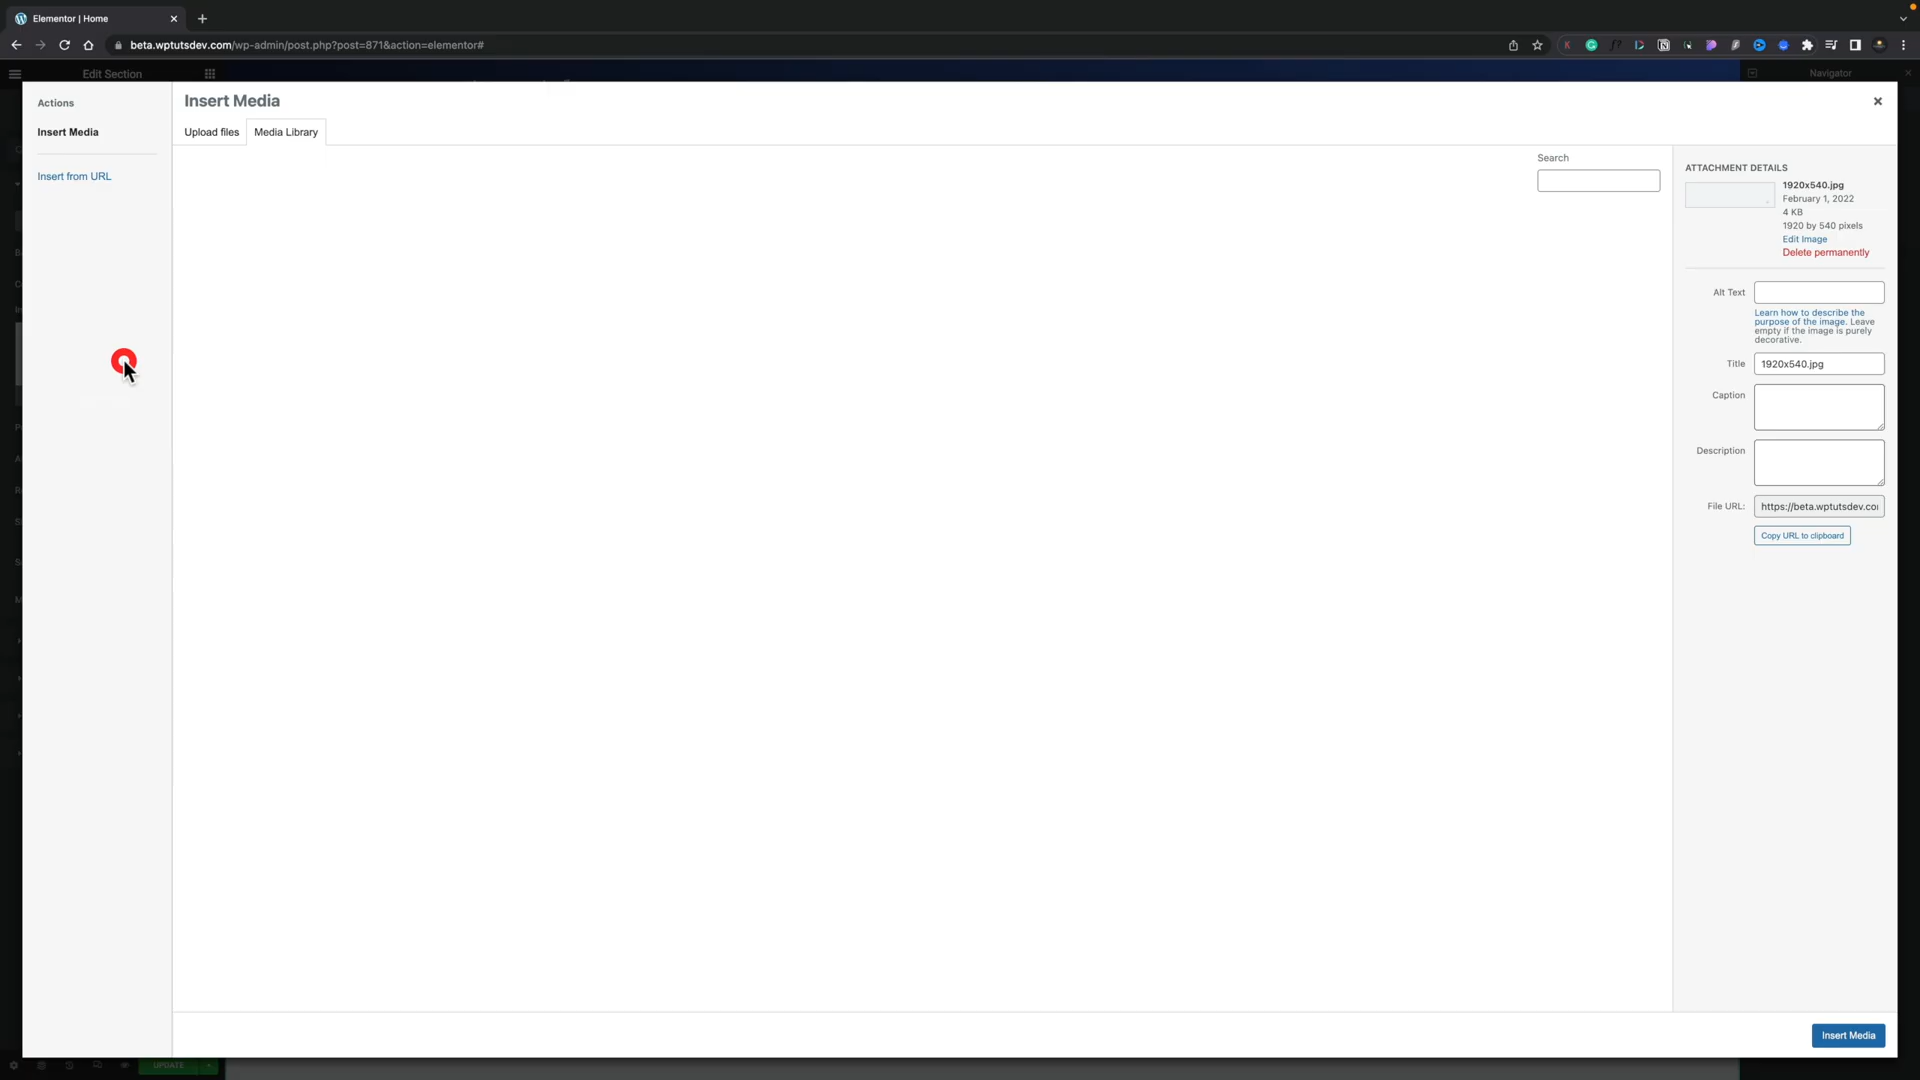 Elementor | Home
beta.wptutsdev.com/wp-admin/post.php?post=871&action=elementor#
Edit Section
Navigator
Actions
Insert Media
Insert from URL
Insert Media
Upload files
Media Library
Search
ATTACHMENT DETAILS
1920x540.jpg
February 1, 2022
4 KB
1920 by 540 pixels
Edit Image
Delete permanently
Alt Text
Learn how to describe the
purpose of the image. Leave
empty if the image is purely
decorative.
Title
1920x540.jpg
Caption
Description
File URL:
https://beta.wptutsdev.co
Copy URL to clipboard
Insert Media
UPDATE